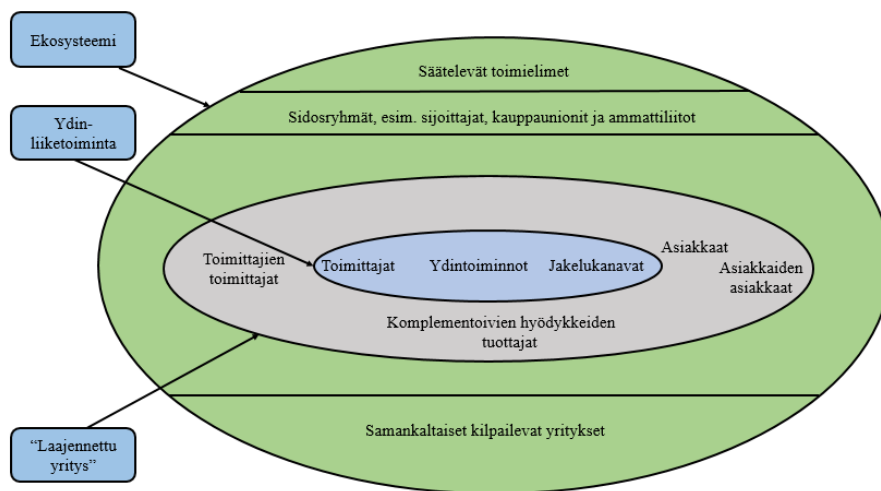 Ekosysteemi
Säätelevät toimielimet
Ydin-
liiketoiminta
Sidosryhmät, esim. sijoittajat, kauppaunionit ja ammattiliitot
Toimittajien
toimittajat
Toimittajat
Ydintoiminnot
Jakelukanavat
Asiakkaat
Asiakkaiden
asiakkaat
Komplementoivien hyödykkeiden
tuottajat
“Laajennettu
yritys”
Samankaltaiset kilpailevat yritykset